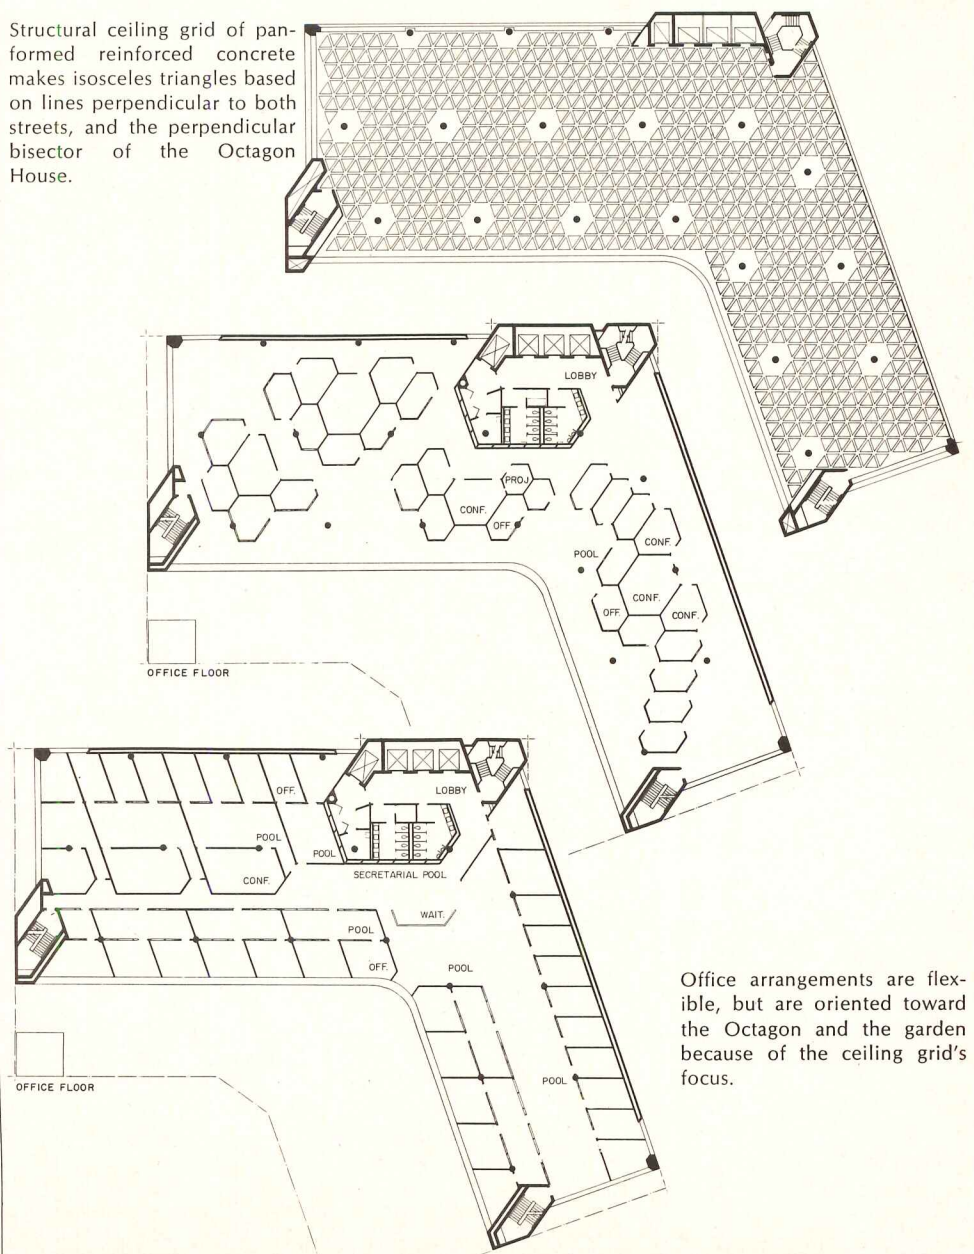 Structural ceiling grid of pan-
formed reinforced concrete
makes isosceles triangles based
on lines perpendicular to both
streets, and the perpendicular
bisector of the Octagon
House.
LOBBY
PROJ.
CONF.
OFF.
CONF.
POOL
CONF.
OFF.
CONF.
OFFICE FLOOR
OFF.
LOBBY
POOL
POOL
CONF.
SECRETARIAL POOL
WAIT.
POOL
OFF.
POOL
POOL
OFFICE FLOOR
Office arrangements are flex-
ible, but are oriented toward
the Octagon and the garden
because of the ceiling grid's
focus.